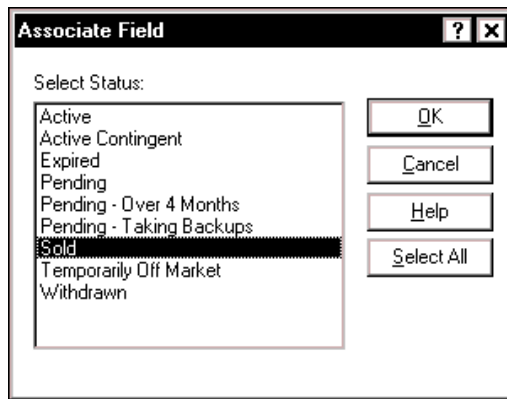 Associate Field ? X
Select Status:
Active
Active Contingent
Expired
Pending
Pending - Over 4 Months
Pending - Taking Backups
Sold
Temporarily Off Market
Withdrawn
OK
Cancel
Help
Select All